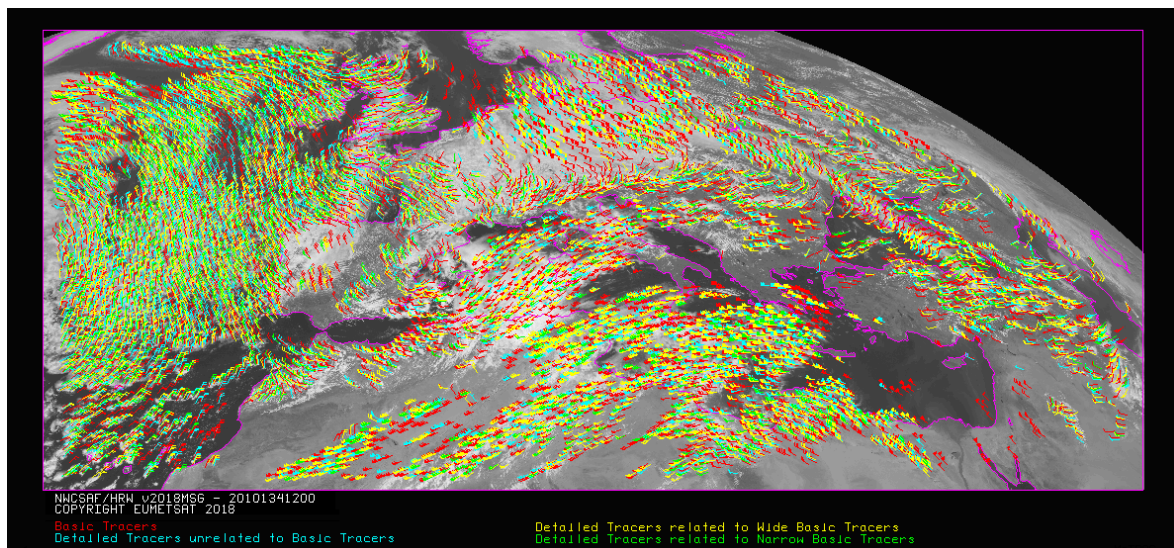 NWCSAF/HRW v2018MSG - 20101341200
COPYRIGHT EUMETSAT 2018
Basic Tracers
Detailed Tracers unrelated to Basic Tracers
Detailed Tracers related to Wide Basic Tracers
Detailed Tracers related to Narrow Basic Tracers